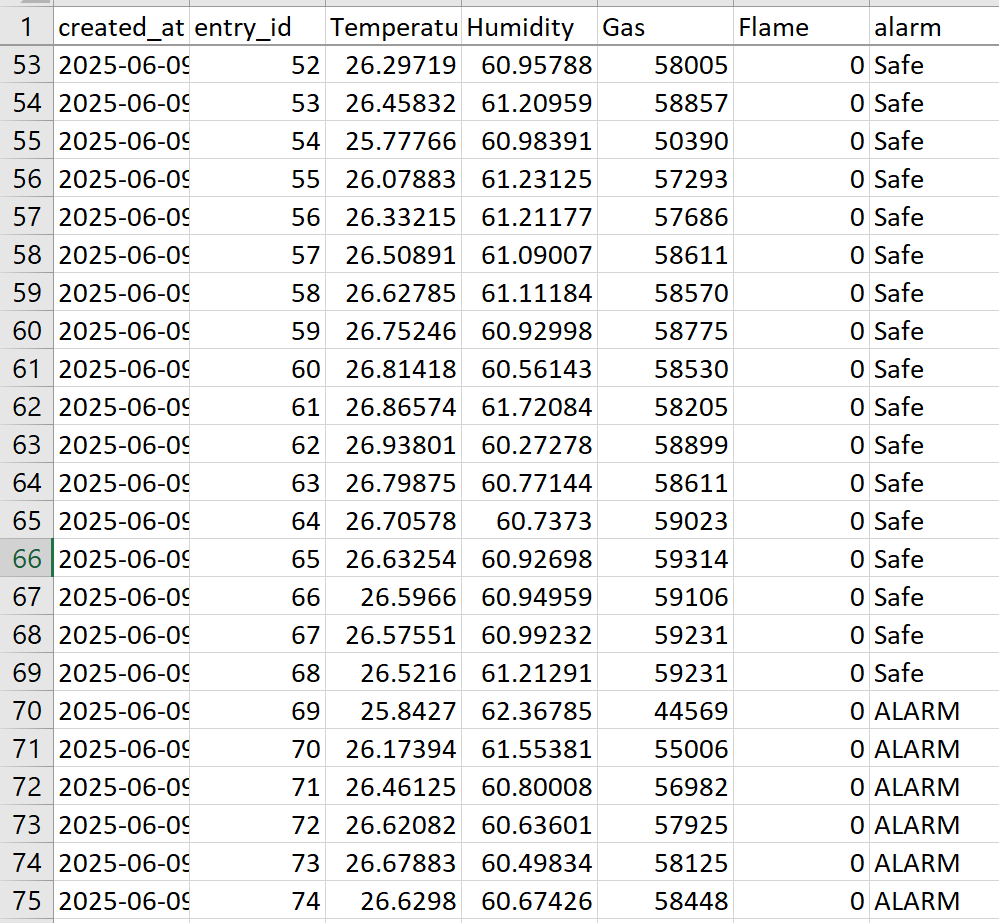 1 created_at entry_id Temperatu Humidity Gas Flame alarm
53 2025-06-09 52 26.29719 60.95788 58005 0 Safe
54 2025-06-09 53 26.45832 61.20959 58857 0 Safe
55 2025-06-09 54 25.77766 60.98391 50390 0 Safe
56 2025-06-09 55 26.07883 61.23125 57293 0 Safe
57 2025-06-09 56 26.33215 61.21177 57686 0 Safe
58 2025-06-09 57 26.50891 61.09007 58611 0 Safe
59 2025-06-09 58 26.62785 61.11184 58570 0 Safe
60 2025-06-09 59 26.75246 60.92998 58775 0 Safe
61 2025-06-09 60 26.81418 60.56143 58530 0 Safe
62 2025-06-09 61 26.86574 61.72084 58205 0 Safe
63 2025-06-09 62 26.93801 60.27278 58899 0 Safe
64 2025-06-09 63 26.79875 60.77144 58611 0 Safe
65 2025-06-09 64 26.70578 60.7373 59023 0 Safe
66 2025-06-09 65 26.63254 60.92698 59314 0 Safe
67 2025-06-09 66 26.5966 60.94959 59106 0 Safe
68 2025-06-09 67 26.57551 60.99232 59231 0 Safe
69 2025-06-09 68 26.5216 61.21291 59231 0 Safe
70 2025-06-09 69 25.8427 62.36785 44569 0 ALARM
71 2025-06-09 70 26.17394 61.55381 55006 0 ALARM
72 2025-06-09 71 26.46125 60.80008 56982 0 ALARM
73 2025-06-09 72 26.62082 60.63601 57925 0 ALARM
74 2025-06-09 73 26.67883 60.49834 58125 0 ALARM
75 2025-06-09 74 26.6298 60.67426 58448 0 ALARM